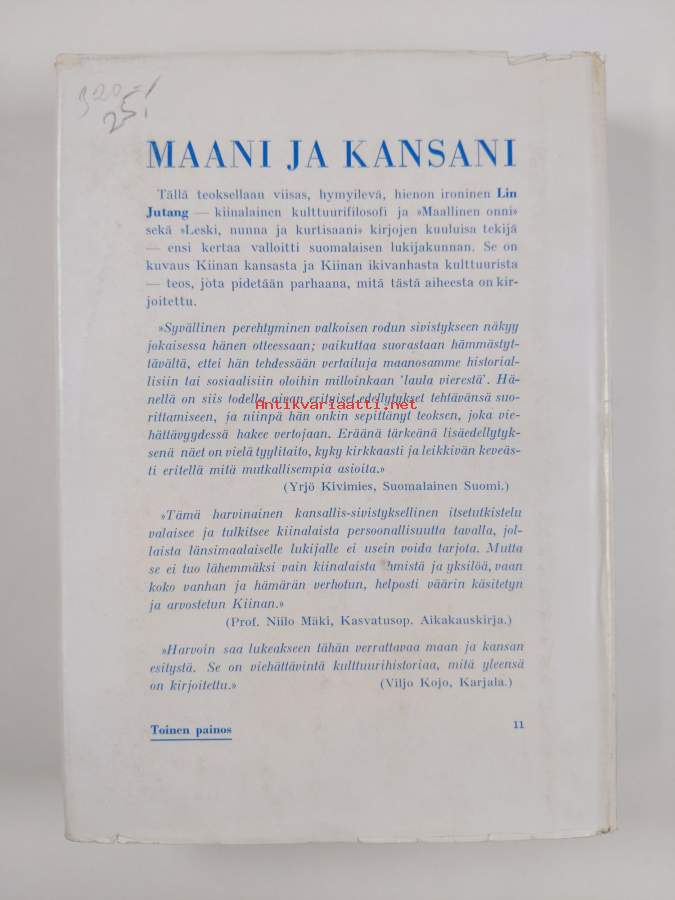 320=!
25!
MAANI JA KANSANI
Tällä teoksellaan viisas, hymyilevä, hienon ironinen Lin
Jutang — kiinalainen kulttuurifilosofi ja »Maallinen onni»
sekä »Leski, nunna ja kurtisaani» kirjojen kuuluisa tekijä
— ensi kertaa valloitti suomalaisen lukijakunnan. Se on
kuvaus Kiinan kansasta ja Kiinan ikivanhasta kulttuurista
— teos, jota pidetään parhaana, mitä tästä aiheesta on kir-
joitettu.
»Syvällinen perehtyminen valkoisen rodun sivistykseen näkyy
jokaisessa hänen otteessaan; vaikuttaa suorastaan hämmästyt-
tävältä, ettei hän tehdessään vertailuja maanosamme historial-
lisiin tai sosiaalisiin oloihin milloinkaan 'laula vierestä'. Hä-
nellä on siis todella aivan erityiset edellytykset tehtävänsä suo-
Antikvariaatti.net
rittamiseen, ja niinpä hän onkin sepittänyt teoksen, joka vie-
hättävyydessä hakee vertojaan. Eräänä tärkeänä lisäedellytyk-
senä näet on vielä tyylitaito, kyky kirkkaasti ja leikkivän keveäs-
ti eritellä mitä mutkallisempia asioita.»
(Yrjö Kivimies, Suomalainen Suomi.)
»Tämä harvinainen kansallis-sivistyksellinen itsetutkistelu
valaisee ja tulkitsee kiinalaista persoonallisuutta tavalla, jol-
laista länsimaalaiselle lukijalle ei usein voida tarjota. Mutta
se ei tuo lähemmäksi vain kiinalaista ihmistä ja yksilöä, vaan
koko vanhan ja hämärän verhotun, helposti väärin käsitetyn
ja arvostetun Kiinan.»
(Prof. Niilo Mäki, Kasvatusop. Aikakauskirja.)
»Harvoin saa lukeakseen tähän verrattavaa maan ja kansan
esitystä. Se on viehättävintä kulttuurihistoriaa, mitä yleensä
on kirjoitettu.» (Viljo Kojo, Karjala.)
Toinen painos 11